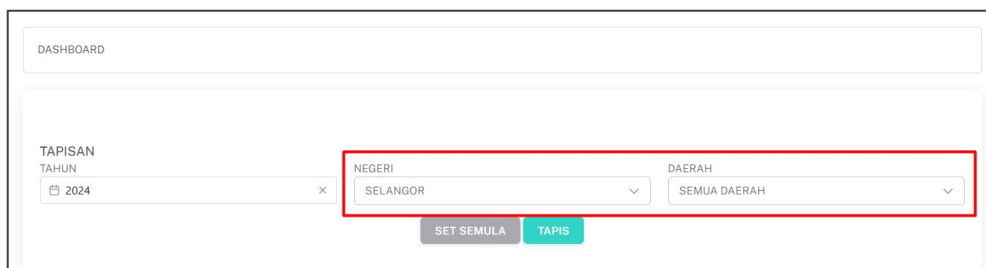 DASHBOARD
TAPISAN
TAHUN
NEGERI
DAERAH
2024
SELANGOR
SEMUA DAERAH
SET SEMULA
TAPIS